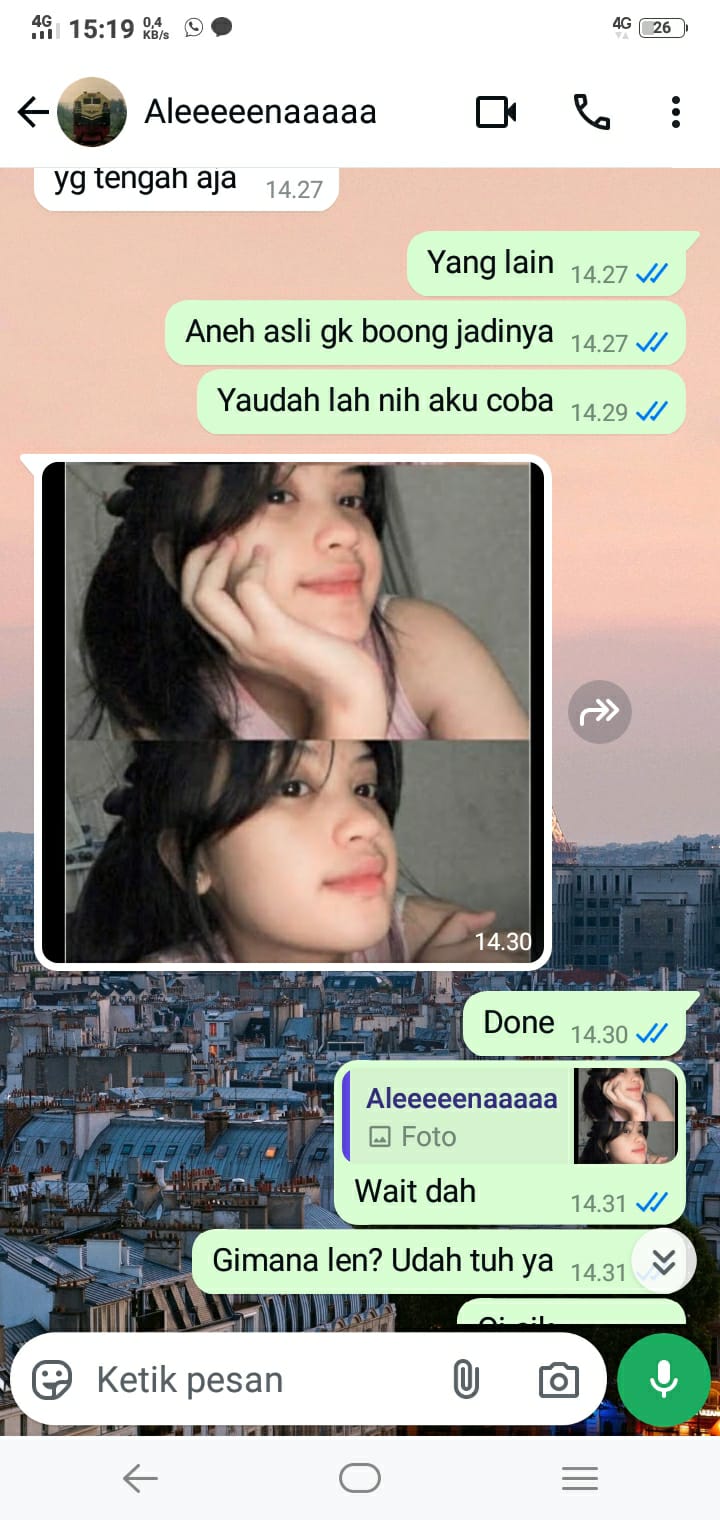 4G 15:19 0,4 KB/s 4G 26
Aleeeeenaaaaa
yg tengah aja 14.27
Yang lain 14.27
Aneh asli gk boong jadinya 14.27
Yaudah lah nih aku coba 14.29
14.30
Done 14.30
Aleeeeenaaaaa
Foto
Wait dah 14.31
Gimana len? Udah tuh ya 14.31
Ketik pesan